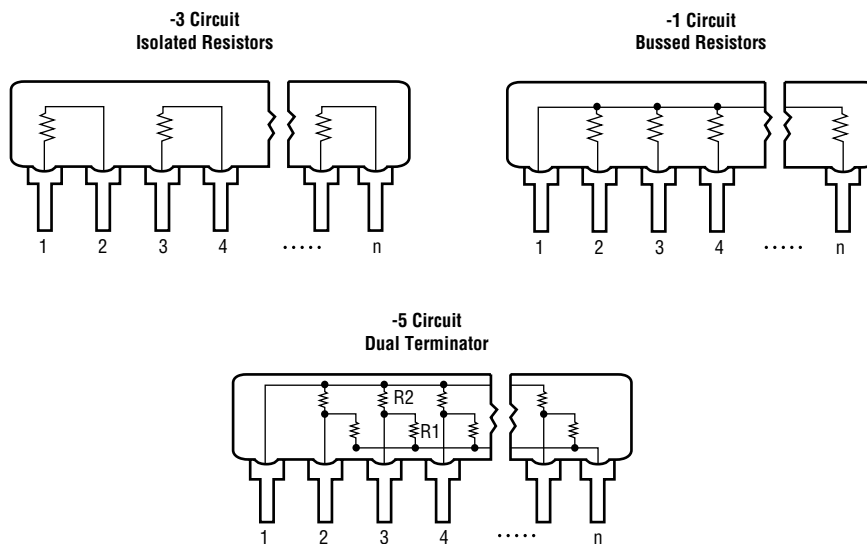 -3 Circuit
Isolated Resistors
1 2 3 4 ..... n
-1 Circuit
Bussed Resistors
1 2 3 4 ..... n
-5 Circuit
Dual Terminator
R2
R1
1 2 3 4 ..... n